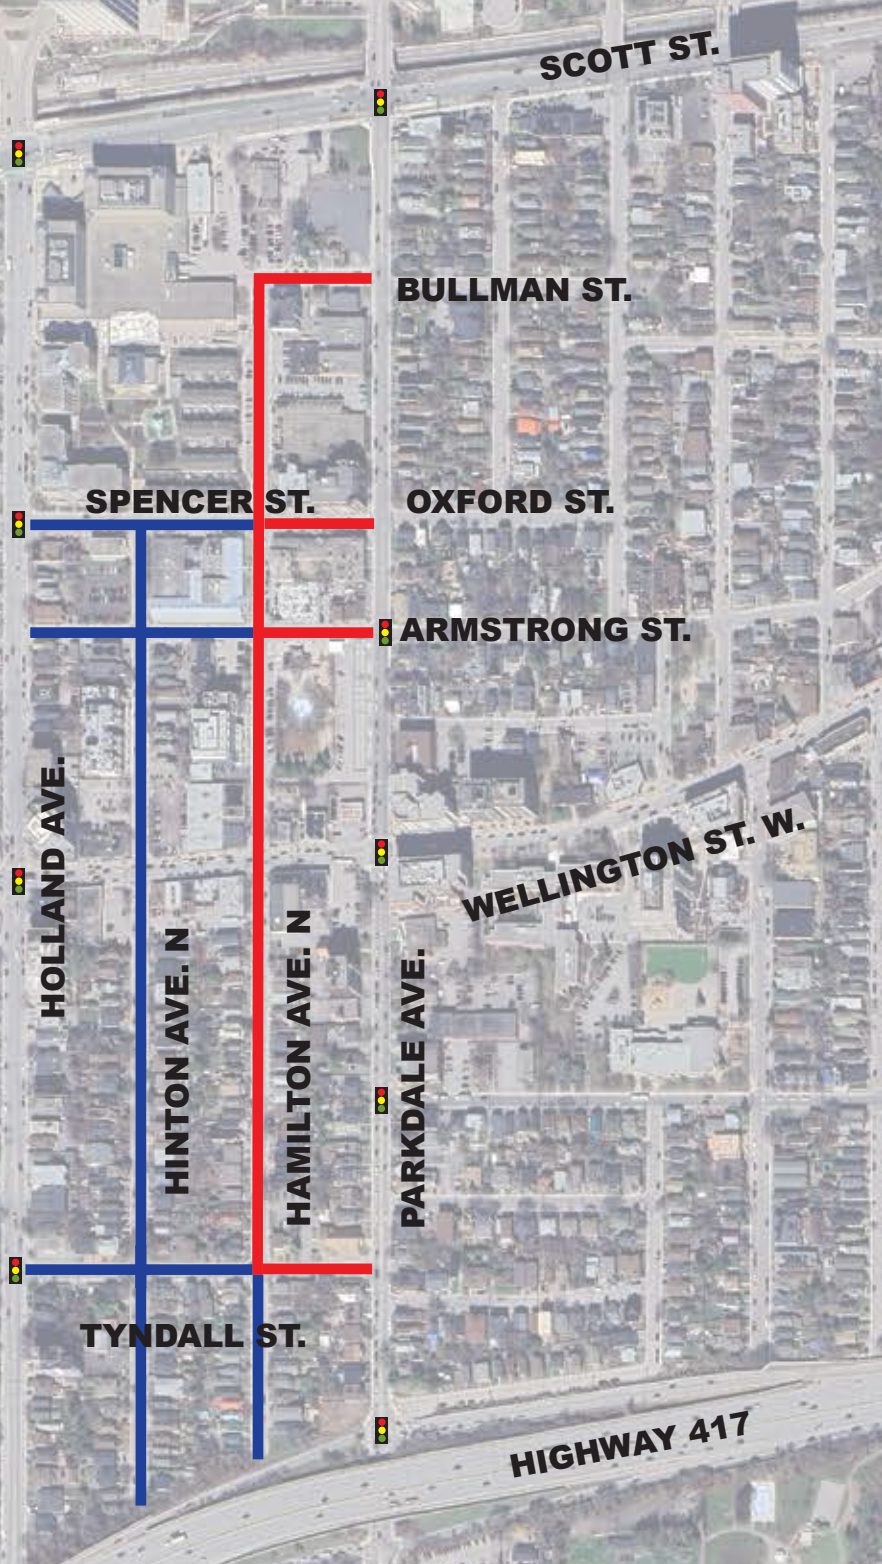 SCOTT ST.
BULLMAN ST.
SPENCER ST.
OXFORD ST.
ARMSTRONG ST.
HOLLAND AVE.
WELLINGTON ST. W.
HINTON AVE. N
HAMILTON AVE. N
PARKDALE AVE.
TYNDALL ST.
HIGHWAY 417